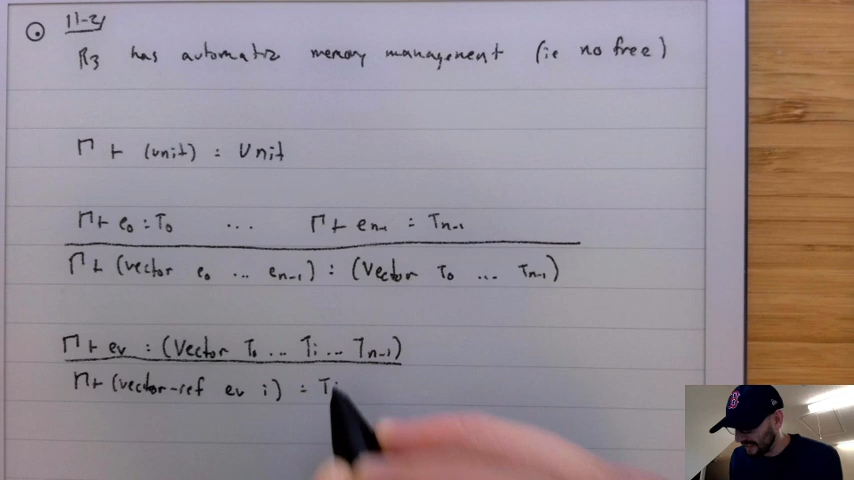 11-2/
R3 has automatic memory management (ie no free)
Γ ⊢ (unit) : Unit
Γ ⊢ e0 : T0 ... Γ ⊢ en-1 : Tn-1
Γ ⊢ (vector e0 ... en-1) : (Vector T0 ... Tn-1)
Γ ⊢ ev : (Vector T0 ... Ti ... Tn-1)
Γ ⊢ (vector-ref ev i) : Ti